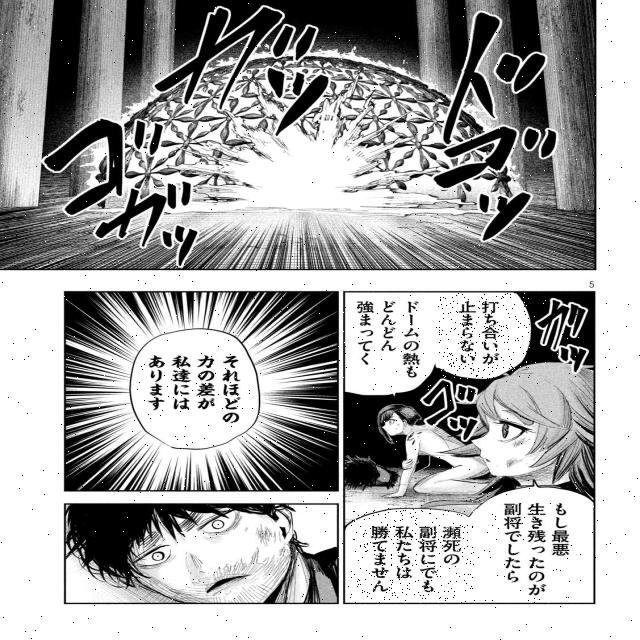 ドゴッ
ガッ
ゴガッ
5
ガッ
打ち合いが
止まらない
ドームの熱も
どんどん
強まってく
ゴッ
もし最悪
生き残ったのが
副将でしたら
瀕死の
副将にでも
私たちは
勝てません
それほどの
力の差が
私達には
あります